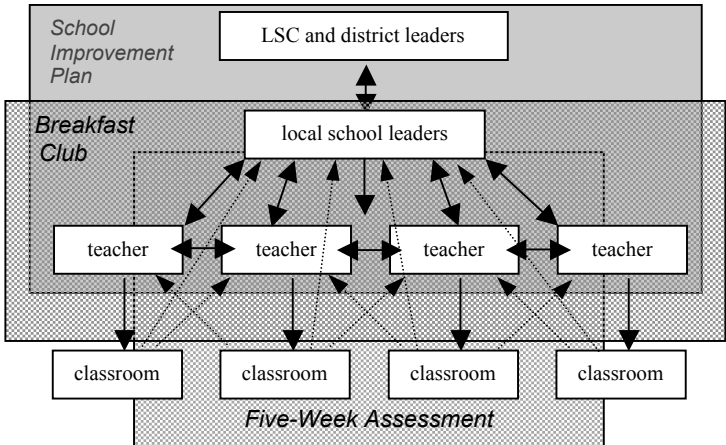 School
Improvement
Plan
LSC and district leaders
Breakfast
Club
local school leaders
teacher
teacher
teacher
teacher
classroom
classroom
classroom
classroom
Five-Week Assessment